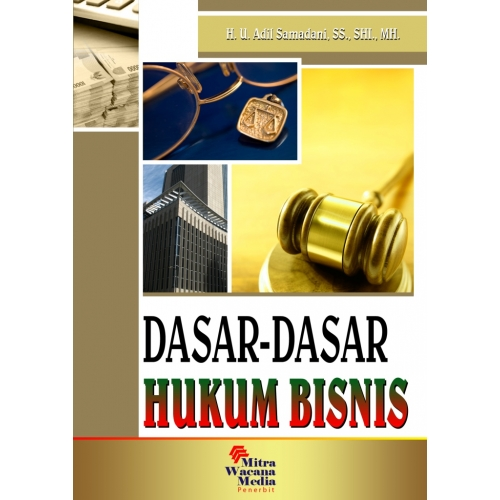 H. U. Adil Samadani, SS., SHI., MH.
DASAR-DASAR
HUKUM BISNIS
Mitra
Wacana
Media
Penerbit